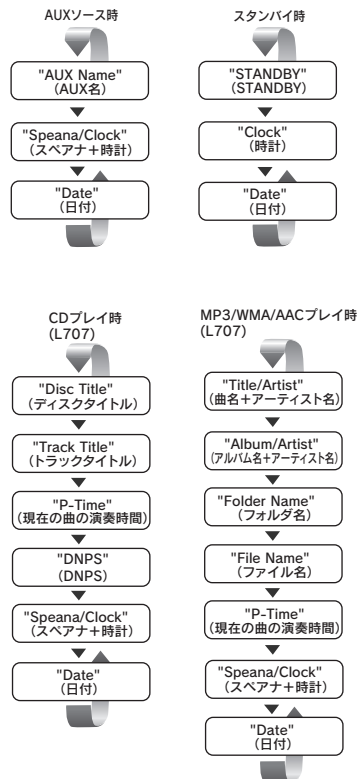 AUXソース時
"AUX Name"
(AUX名)
"Speana/Clock"
(スペアナ＋時計)
"Date"
(日付)
スタンバイ時
"STANDBY"
(STANDBY)
"Clock"
(時計)
"Date"
(日付)
CDプレイ時
(L707)
"Disc Title"
(ディスクタイトル)
"Track Title"
(トラックタイトル)
"P-Time"
(現在の曲の演奏時間)
"DNPS"
(DNPS)
"Speana/Clock"
(スペアナ＋時計)
"Date"
(日付)
MP3/WMA/AACプレイ時
(L707)
"Title/Artist"
(曲名＋アーティスト名)
"Album/Artist"
(アルバム名＋アーティスト名)
"Folder Name"
(フォルダ名)
"File Name"
(ファイル名)
"P-Time"
(現在の曲の演奏時間)
"Speana/Clock"
(スペアナ＋時計)
"Date"
(日付)